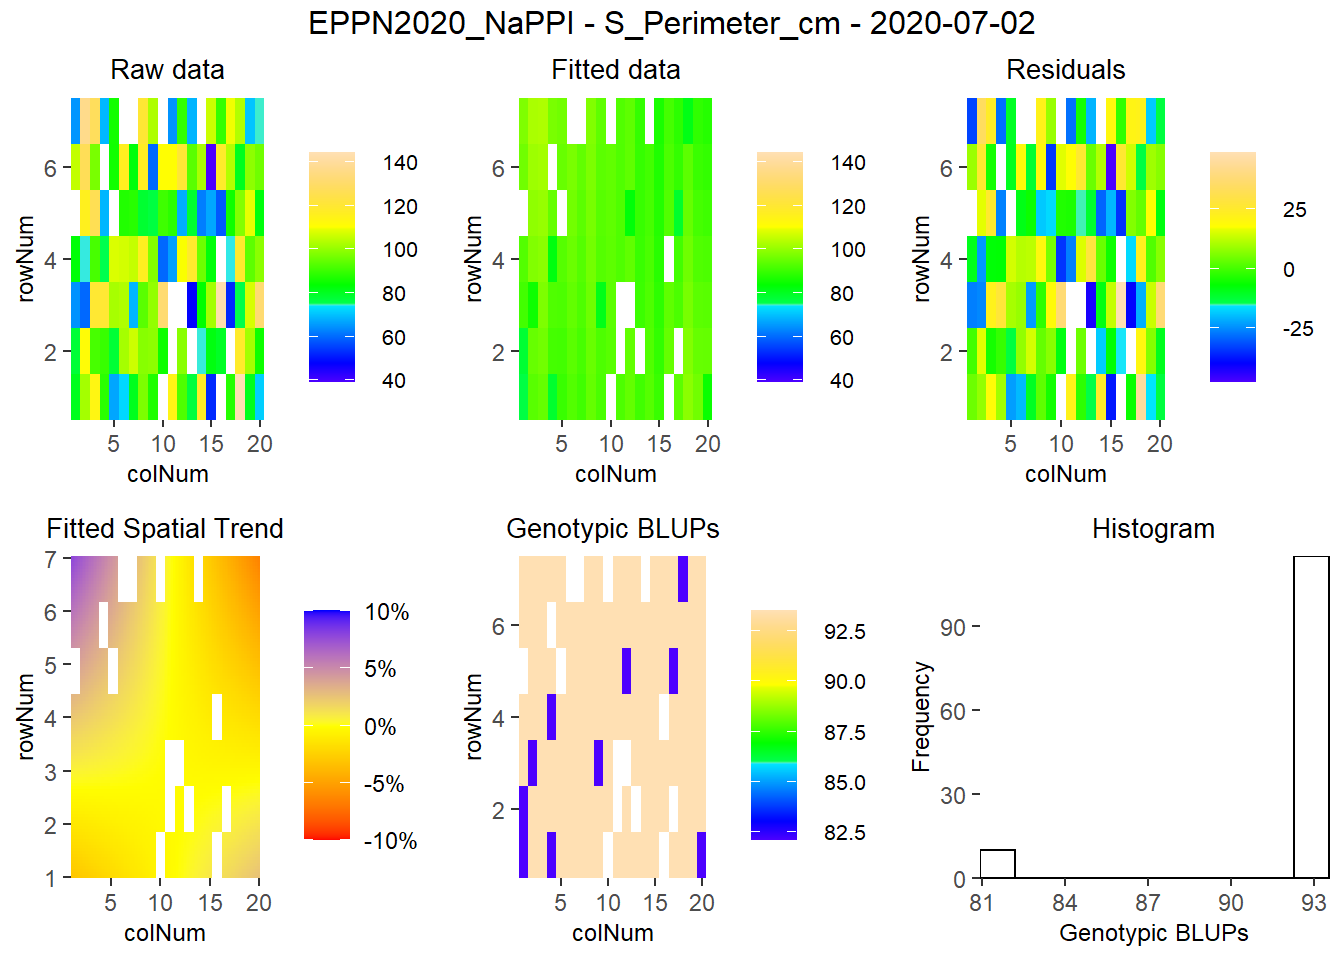 EPPN2020_NaPPI - S_Perimeter_cm - 2020-07-02
Raw data
rowNum
6
4
2
5 10 15 20
colNum
140
120
100
80
60
40
Fitted data
rowNum
6
4
2
5 10 15 20
colNum
140
120
100
80
60
40
Residuals
rowNum
6
4
2
5 10 15 20
colNum
25
0
-25
Fitted Spatial Trend
rowNum
7
6
5
4
3
2
1
5 10 15 20
colNum
10%
5%
0%
-5%
-10%
Genotypic BLUPs
rowNum
6
4
2
5 10 15 20
colNum
92.5
90.0
87.5
85.0
82.5
Histogram
Frequency
90
60
30
0
81 84 87 90 93
Genotypic BLUPs